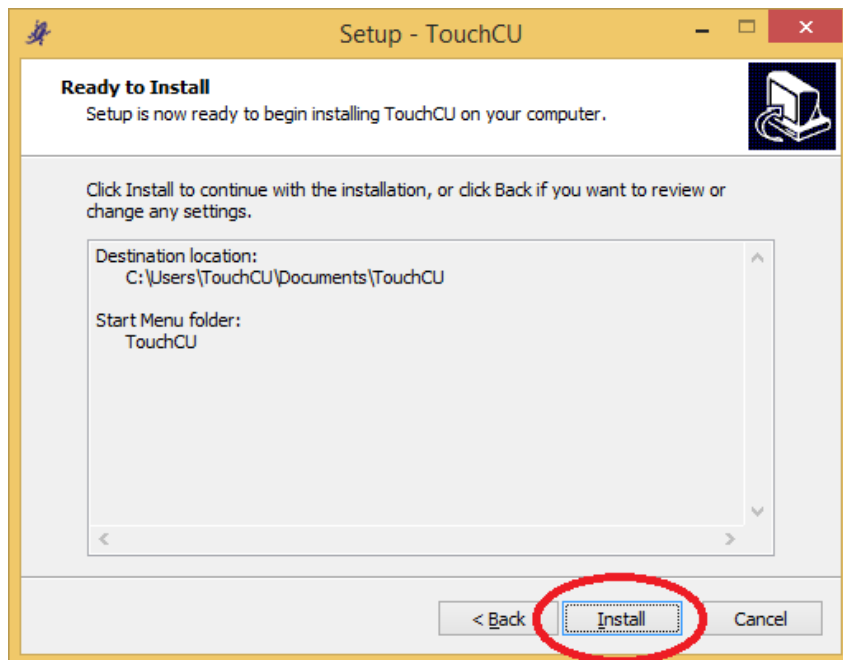 Setup - TouchCU
Ready to Install
Setup is now ready to begin installing TouchCU on your computer.
Click Install to continue with the installation, or click Back if you want to review or
change any settings.
Destination location:
C:\Users\TouchCU\Documents\TouchCU
Start Menu folder:
TouchCU
< Back Install Cancel